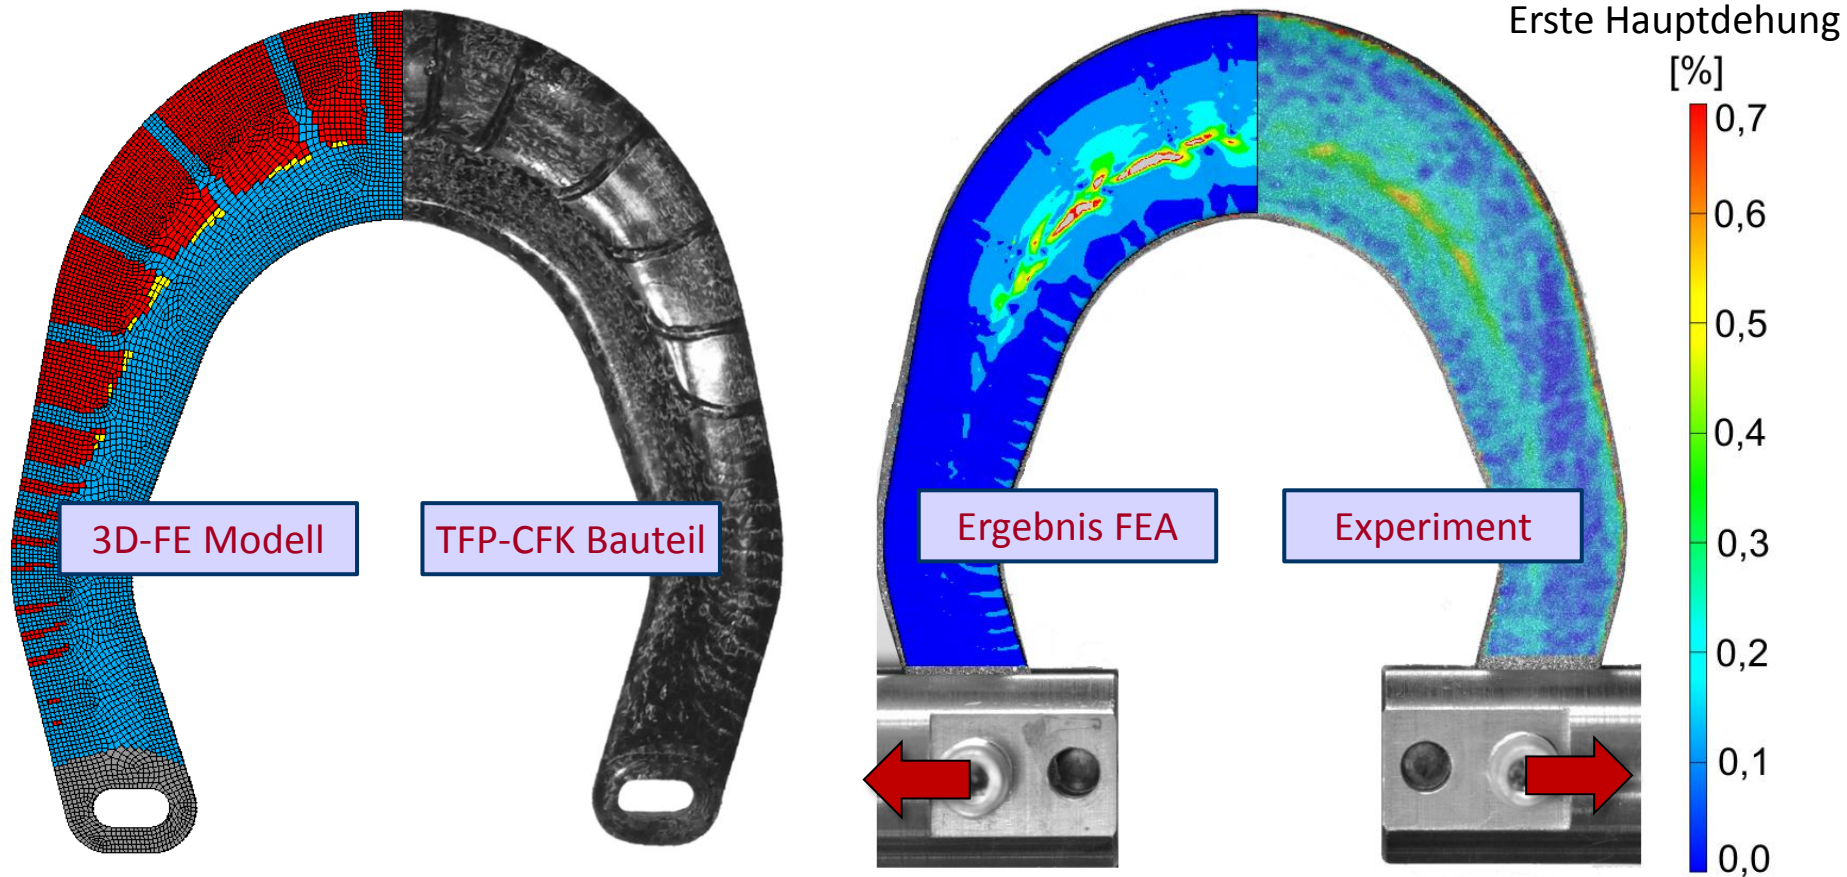 Erste Hauptdehung
[%]
0,7
0,6
0,5
0,4
0,3
0,2
0,1
0,0
3D-FE Modell
TFP-CFK Bauteil
Ergebnis FEA
Experiment